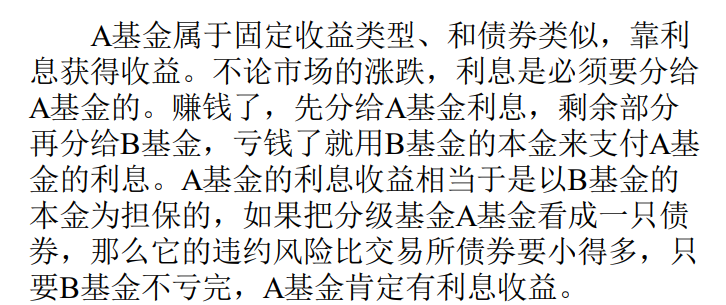 A基金属于固定收益类型、和债券类似，靠利
息获得收益。不论市场的涨跌，利息是必须要分给
A基金的。赚钱了，先分给A基金利息，剩余部分
再分给B基金，亏钱了就用B基金的本金来支付A基
金的利息。A基金的利息收益相当于是以B基金的
本金为担保的，如果把分级基金A基金看成一只债
券，那么它的违约风险比交易所债券要小得多，只
要B基金不亏完，A基金肯定有利息收益。